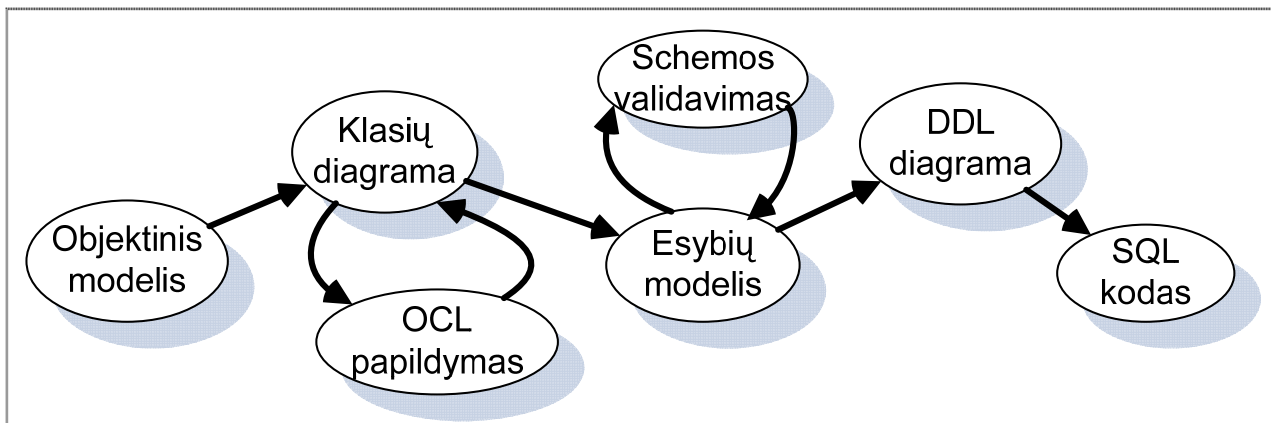 Objektinis
modelis
Klasių
diagrama
OCL
papildymas
Schemos
validavimas
Esybių
modelis
DDL
diagrama
SQL
kodas